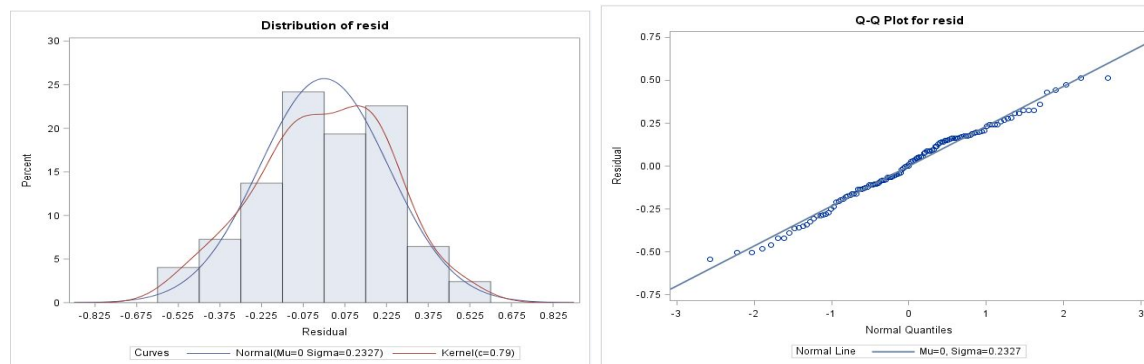 Distribution of resid
30
25
20
15
10
5
0
Percent
-0.825 -0.675 -0.525 -0.375 -0.225 -0.075 0.075 0.225 0.375 0.525 0.675 0.825
Residual
Curves Normal(Mu=0 Sigma=0.2327) Kernel(c=0.79)
Q-Q Plot for resid
0.75
0.50
0.25
0.00
-0.25
-0.50
-0.75
Residual
-3 -2 -1 0 1 2 3
Normal Quantiles
Normal Line Mu=0, Sigma=0.2327